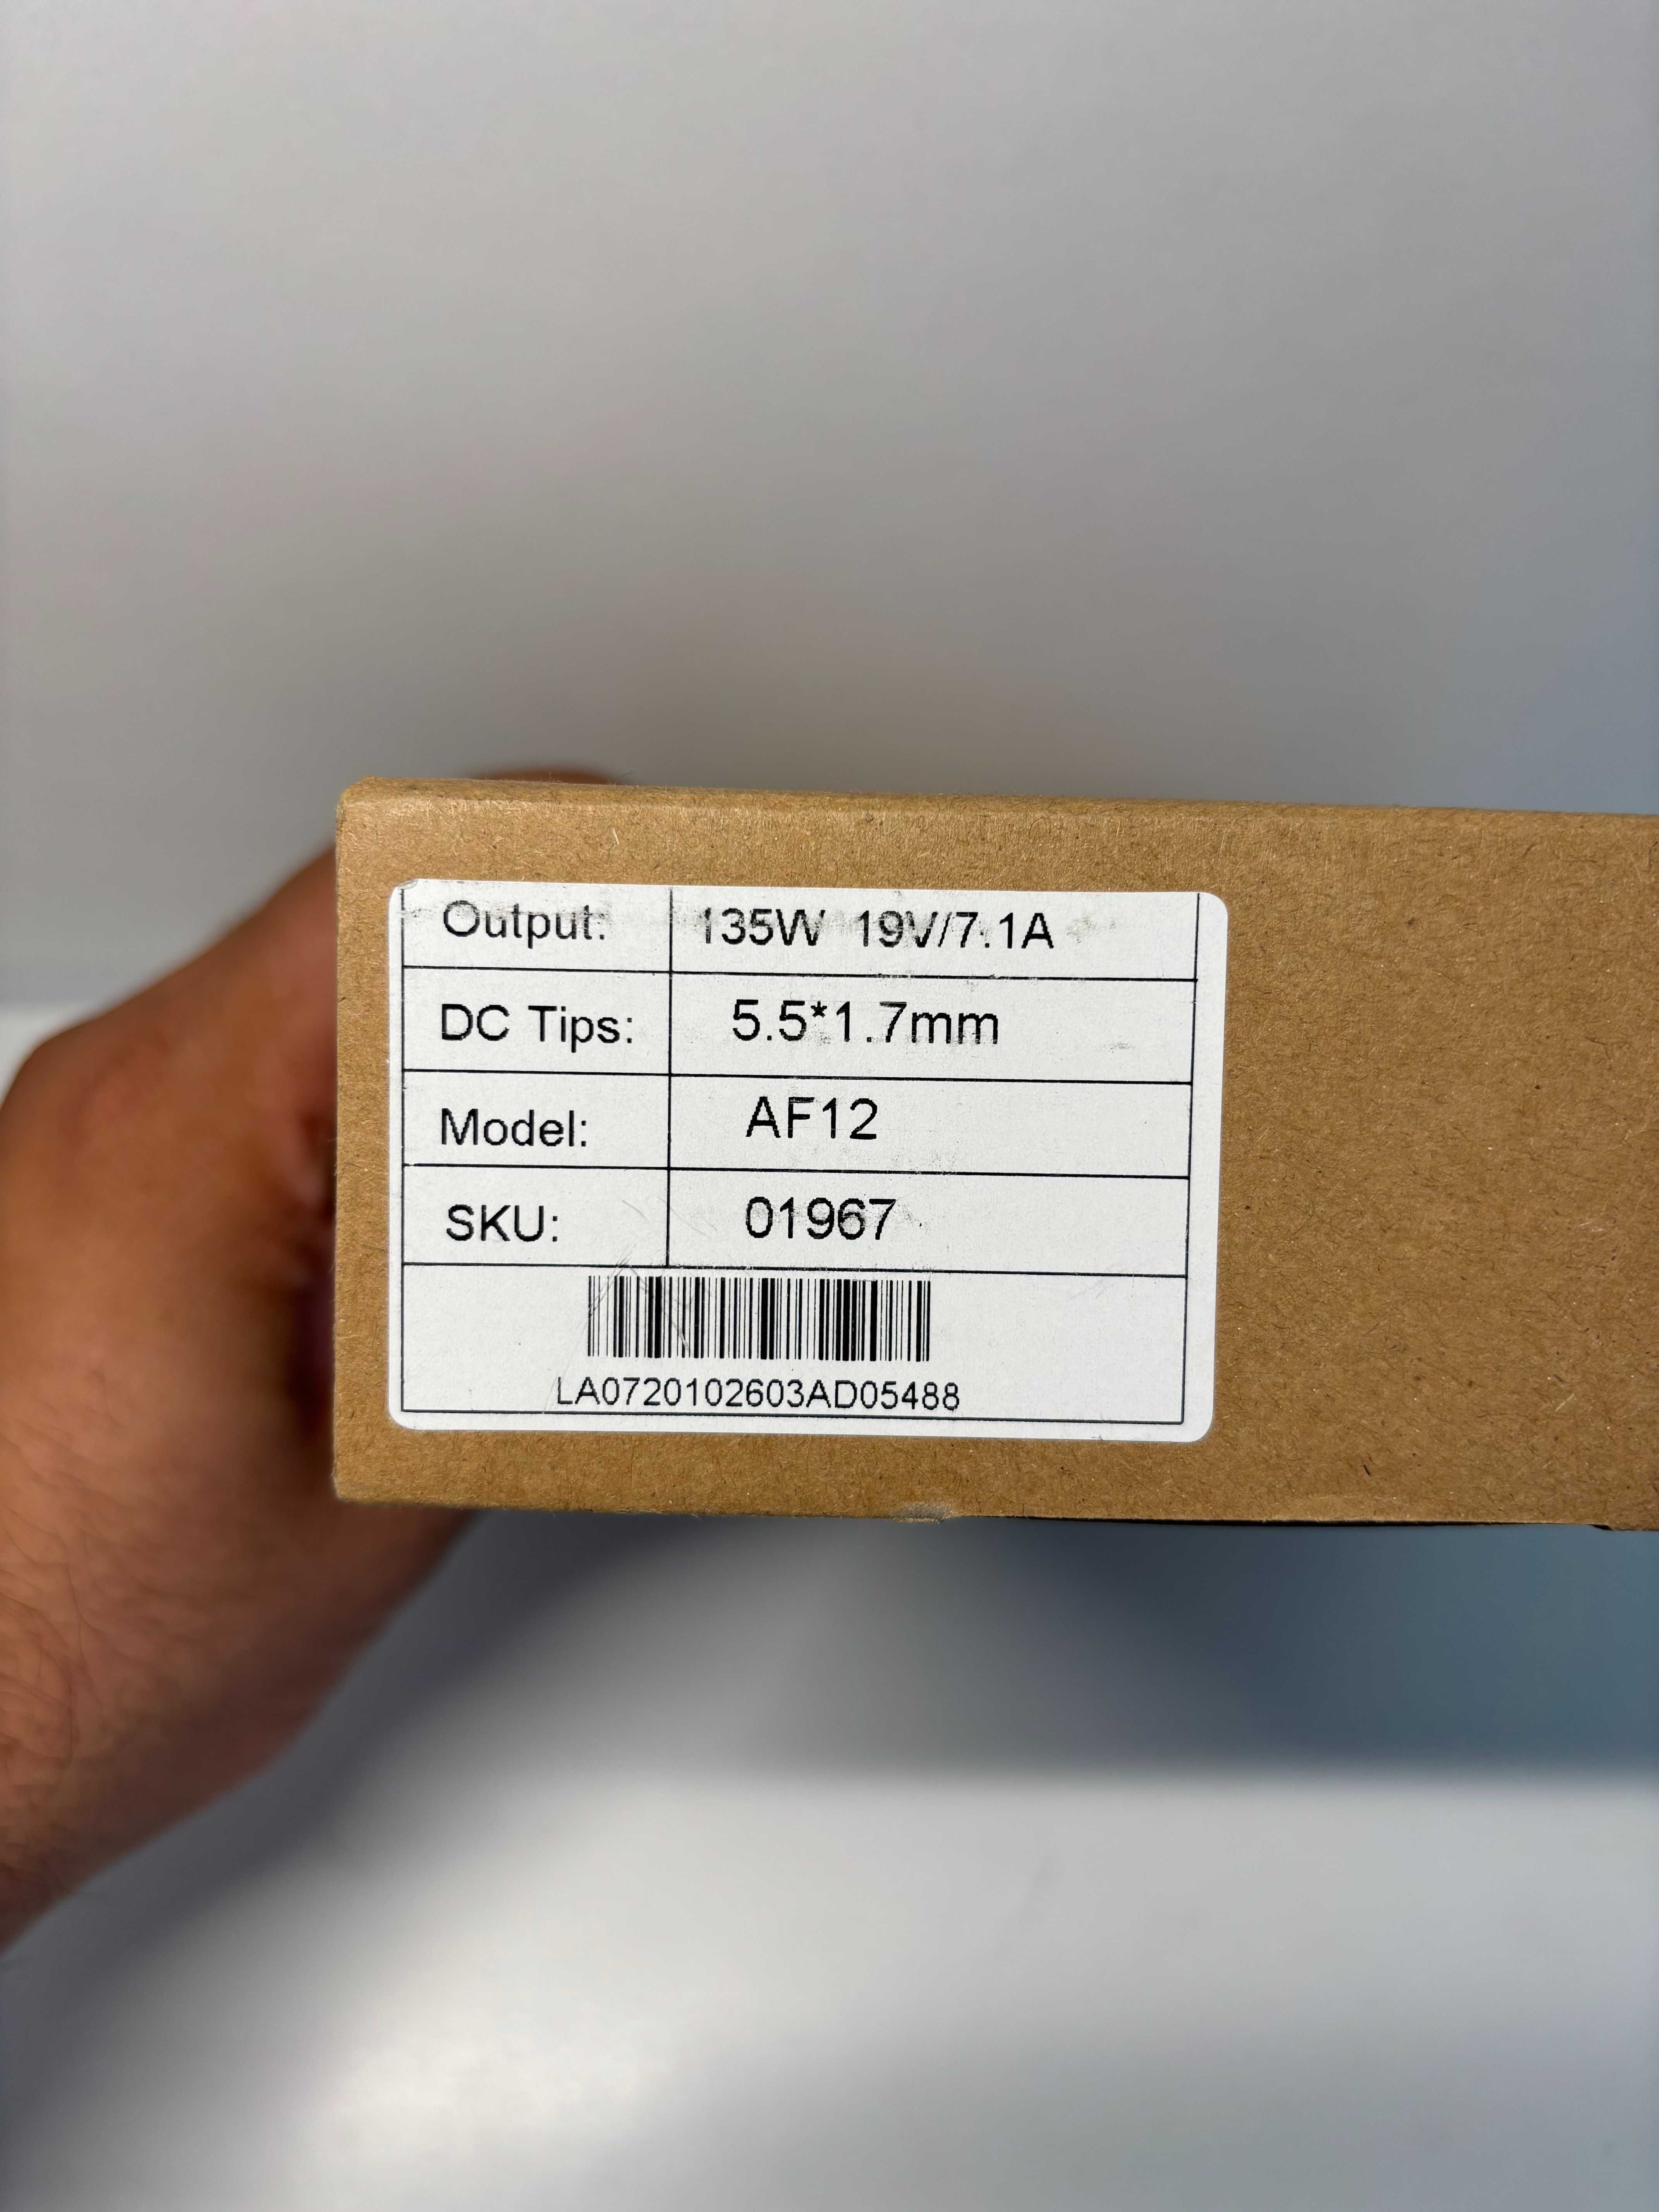 Output: 135W 19V/7.1A
DC Tips: 5.5*1.7mm
Model: AF12
SKU: 01967
LA0720102603AD05488